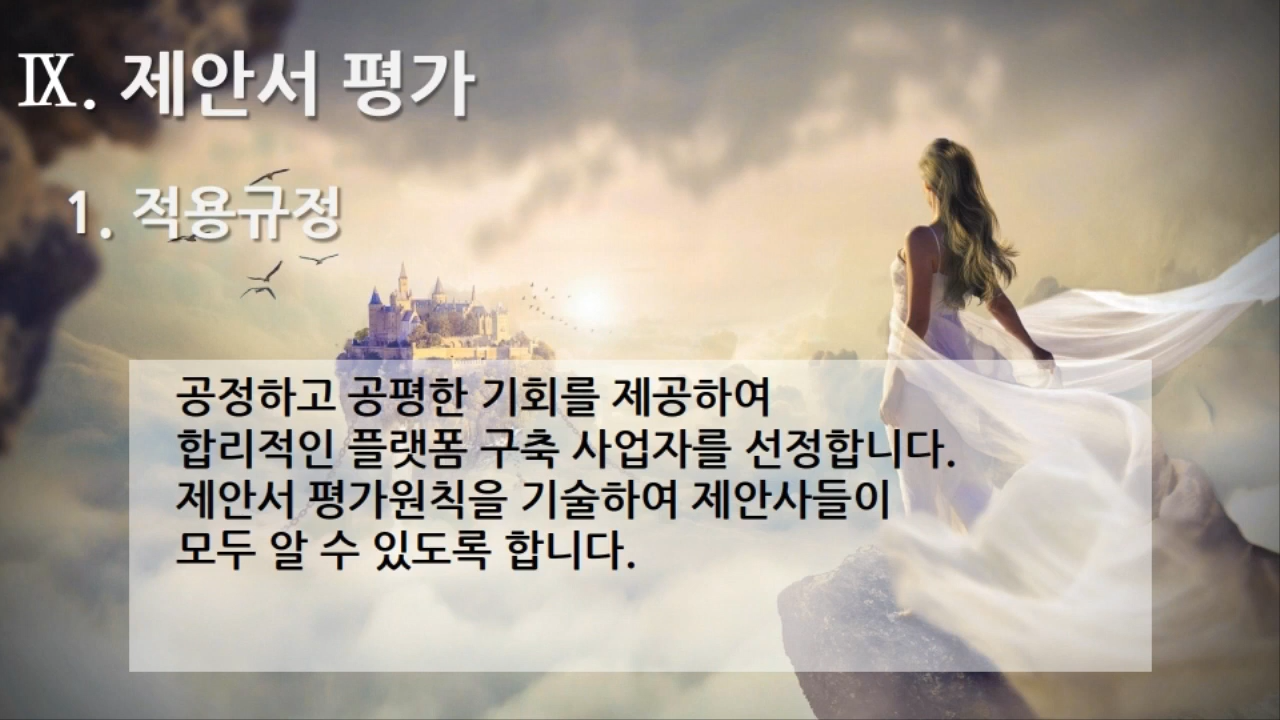 Ⅸ. 제안서 평가
1. 적용규정
공정하고 공평한 기회를 제공하여
합리적인 플랫폼 구축 사업자를 선정합니다.
제안서 평가원칙을 기술하여 제안사들이
모두 알 수 있도록 합니다.